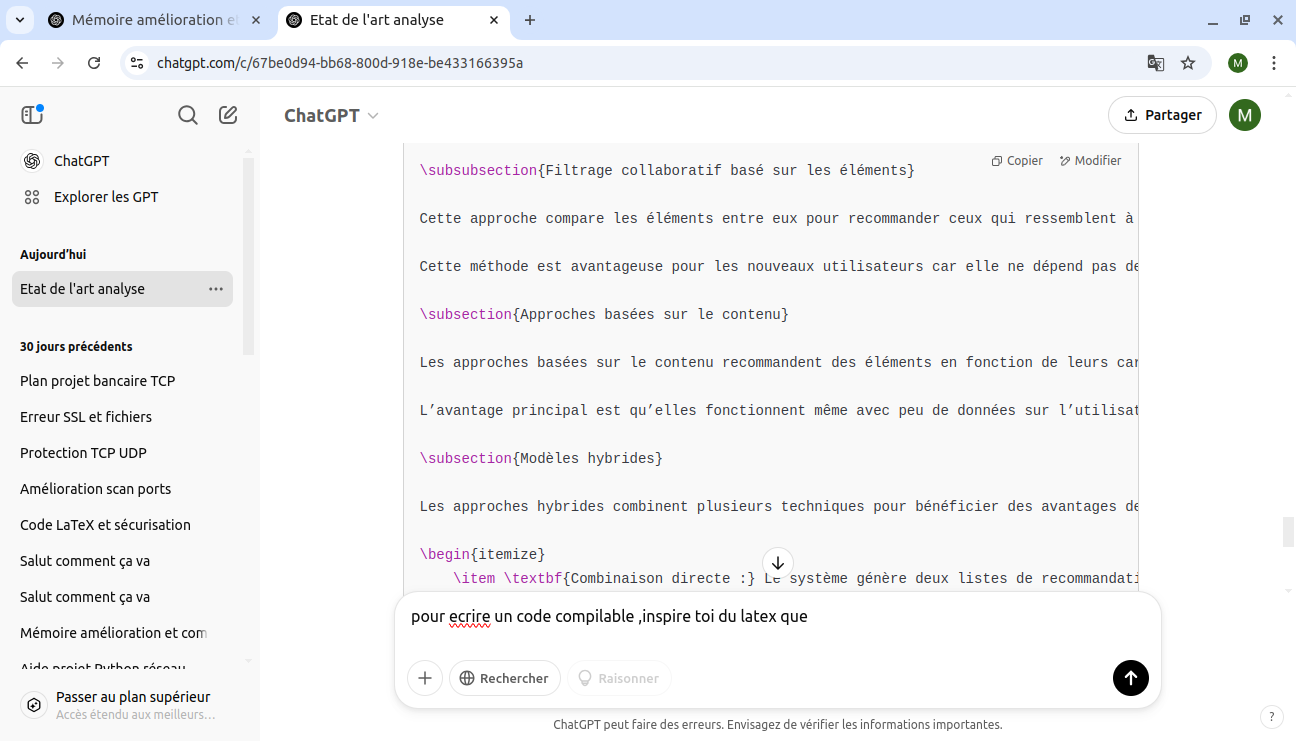 Mémoire amélioration e
Etat de l'art analyse
chatgpt.com/c/67be0d94-bb68-800d-918e-be433166395a
M
ChatGPT
Partager
M
ChatGPT
Explorer les GPT
Aujourd’hui
Etat de l'art analyse
30 jours précédents
Plan projet bancaire TCP
Erreur SSL et fichiers
Protection TCP UDP
Amélioration scan ports
Code LaTeX et sécurisation
Salut comment ça va
Salut comment ça va
Mémoire amélioration et com
Aide projet Python réseau
Passer au plan supérieur
Accès étendu aux meilleurs…
Copier Modifier
\subsubsection{Filtrage collaboratif basé sur les éléments}
Cette approche compare les éléments entre eux pour recommander ceux qui ressemblent à
Cette méthode est avantageuse pour les nouveaux utilisateurs car elle ne dépend pas de
\subsection{Approches basées sur le contenu}
Les approches basées sur le contenu recommandent des éléments en fonction de leurs car
L’avantage principal est qu’elles fonctionnent même avec peu de données sur l’utilisat
\subsection{Modèles hybrides}
Les approches hybrides combinent plusieurs techniques pour bénéficier des avantages de
\begin{itemize}
\item \textbf{Combinaison directe :} Le système génère deux listes de recommandati
pour ecrire un code compilable ,inspire toi du latex que
Rechercher
Raisonner
ChatGPT peut faire des erreurs. Envisagez de vérifier les informations importantes.
?